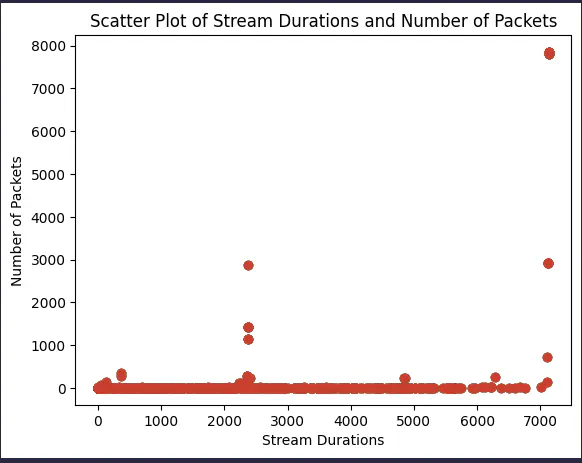 Scatter Plot of Stream Durations and Number of Packets
8000
7000
6000
5000
4000
3000
2000
1000
0
Number of Packets
0 1000 2000 3000 4000 5000 6000 7000
Stream Durations